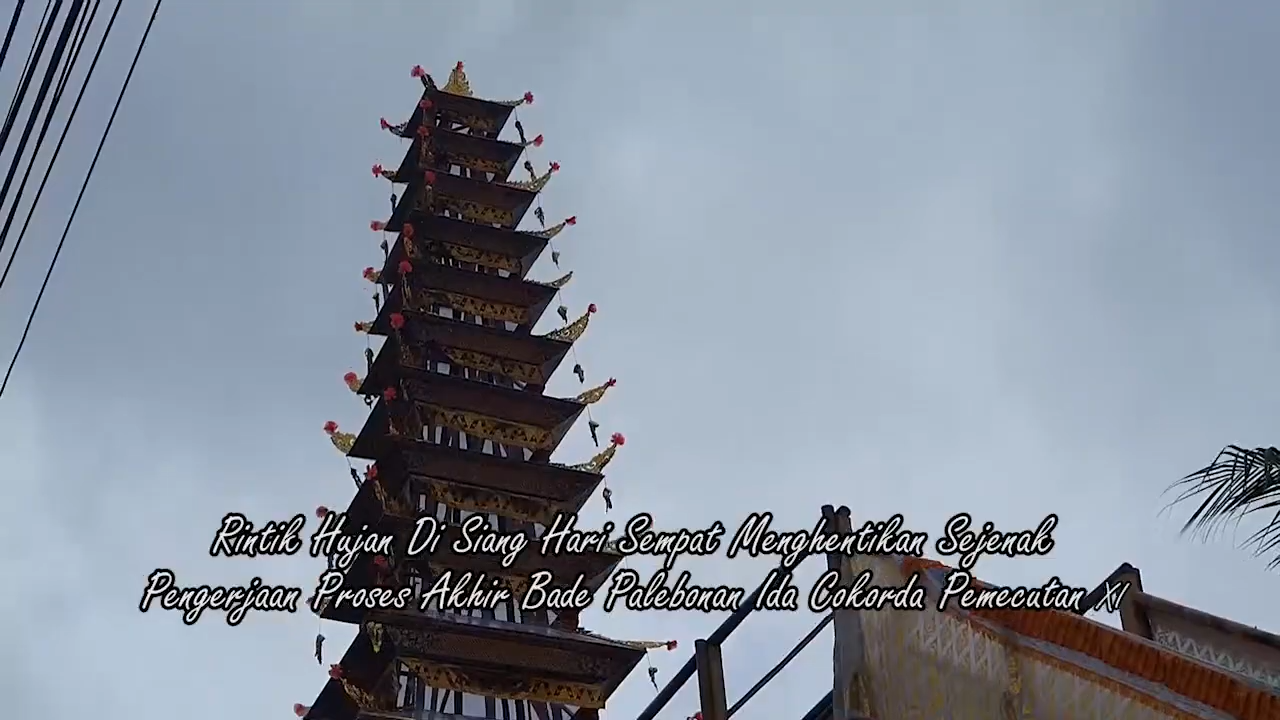 Rintik Hujan Di Siang Hari Sempat Menghentikan Sejenak
Pengerjaan Proses Akhir Bade Palebonan Ida Cokorda Pemecutan XI